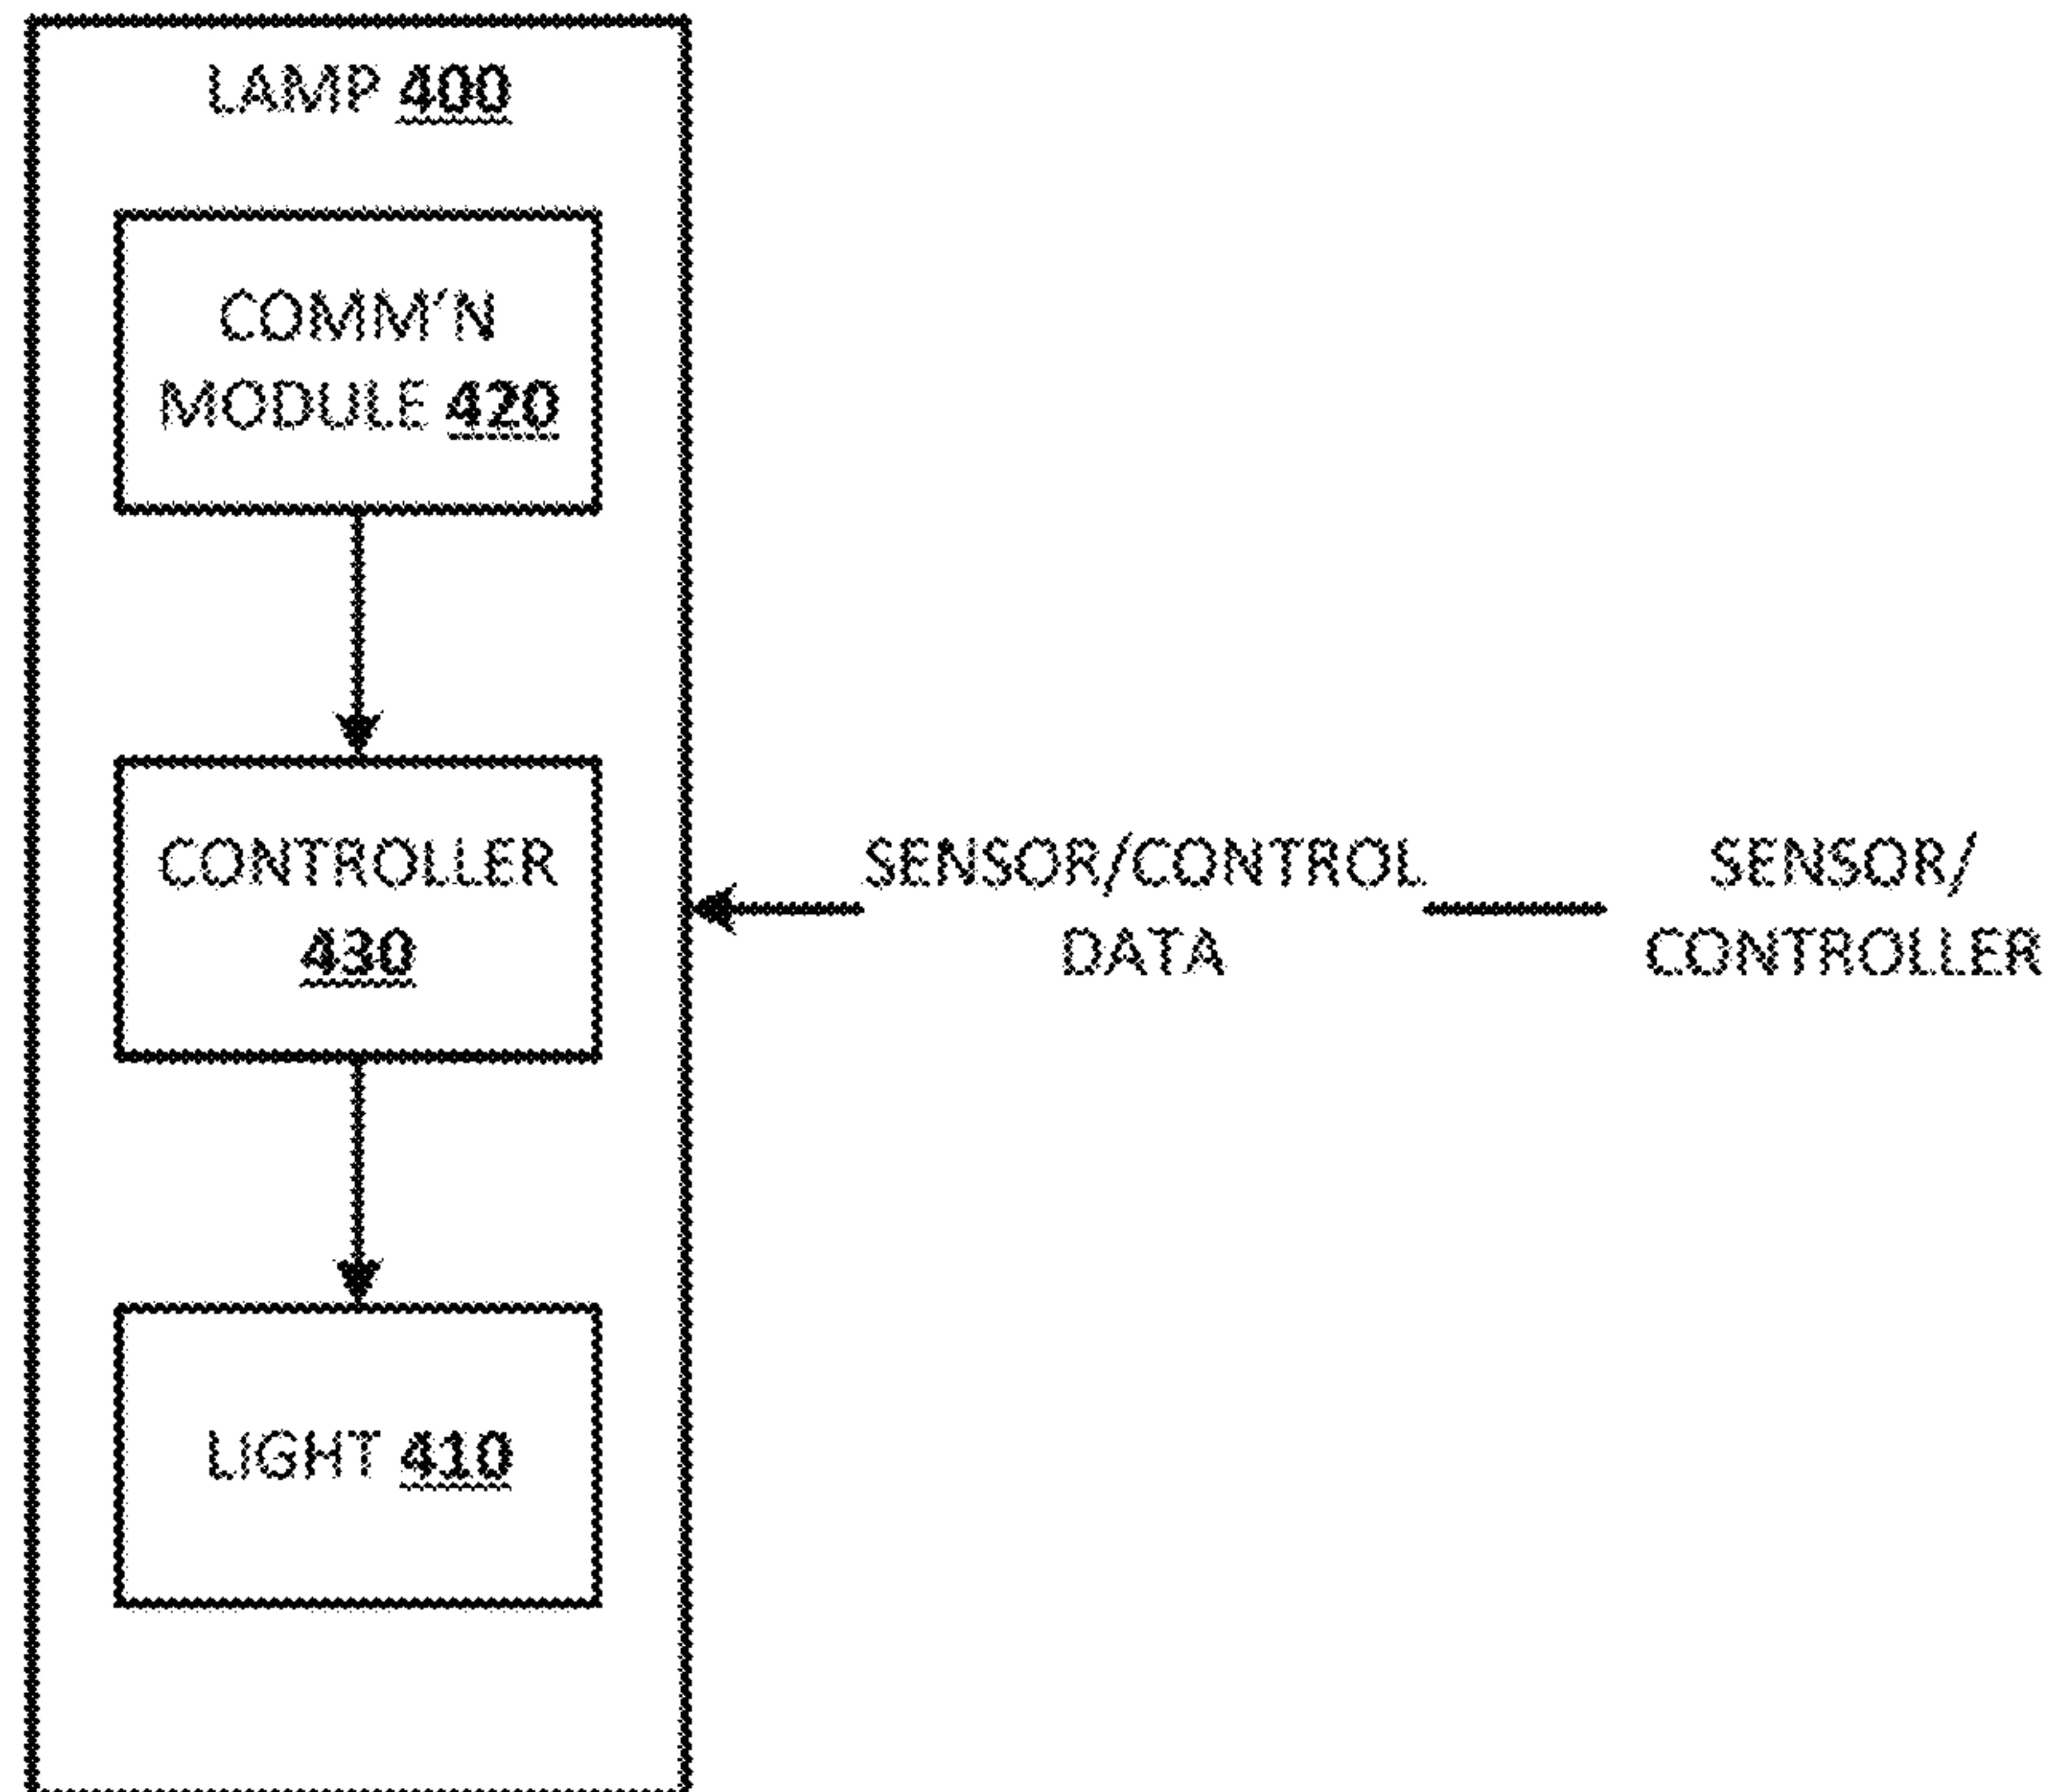 LAMP 400
COMM'N
MODULE 420
CONTROLLER
430
SENSOR/CONTROL
DATA
SENSOR/
CONTROLLER
LIGHT 410